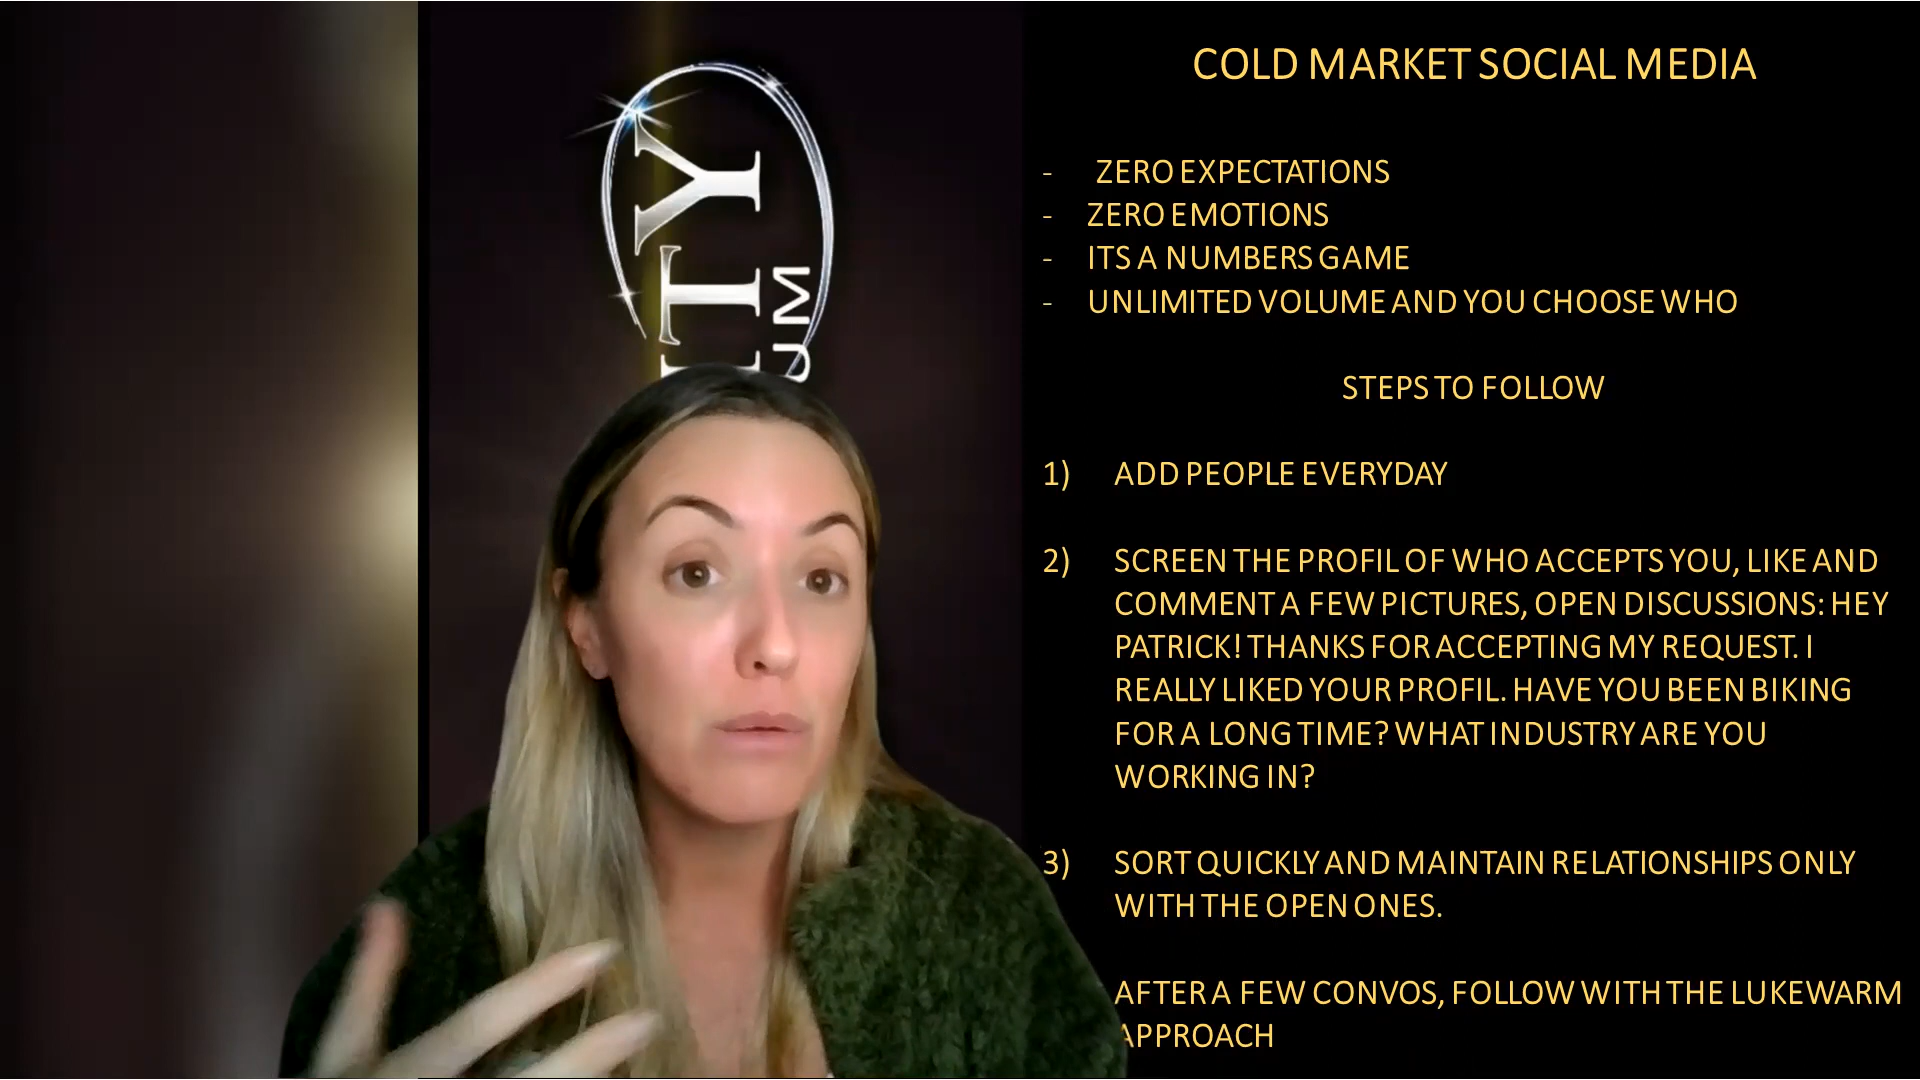 ITY
UM
COLD MARKET SOCIAL MEDIA
- ZERO EXPECTATIONS
- ZERO EMOTIONS
- ITS A NUMBERS GAME
- UNLIMITED VOLUME AND YOU CHOOSE WHO
STEPS TO FOLLOW
1) ADD PEOPLE EVERYDAY
2) SCREEN THE PROFIL OF WHO ACCEPTS YOU, LIKE AND
COMMENT A FEW PICTURES, OPEN DISCUSSIONS: HEY
PATRICK! THANKS FOR ACCEPTING MY REQUEST. I
REALLY LIKED YOUR PROFIL. HAVE YOU BEEN BIKING
FOR A LONG TIME? WHAT INDUSTRY ARE YOU
WORKING IN?
3) SORT QUICKLY AND MAINTAIN RELATIONSHIPS ONLY
WITH THE OPEN ONES.
AFTER A FEW CONVOS, FOLLOW WITH THE LUKEWARM
APPROACH